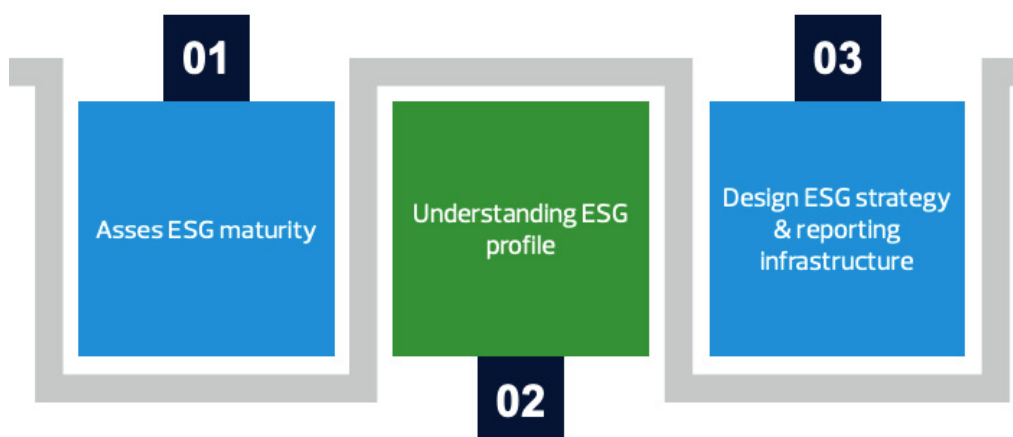 01
Asses ESG maturity
Understanding ESG
profile
02
03
Design ESG strategy
& reporting
infrastructure